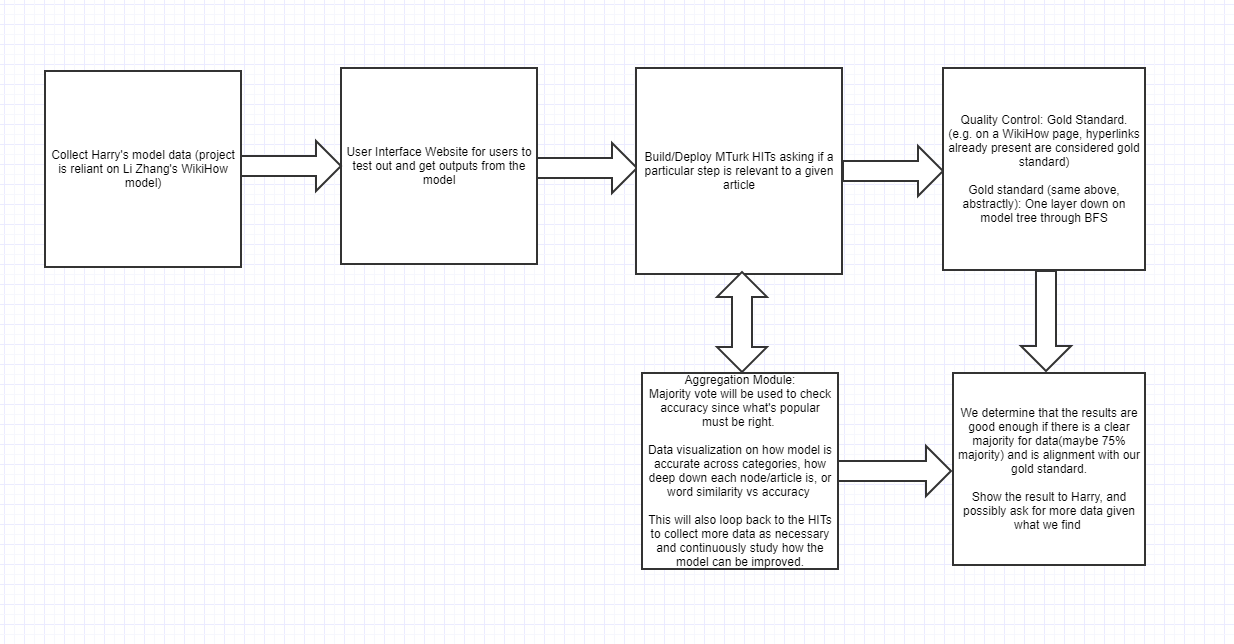 Collect Harry's model data (project
is reliant on Li Zhang's WikiHow
model)
User Interface Website for users to
test out and get outputs from the
model
Build/Deploy MTurk HITs asking if a
particular step is relevant to a given
article
Quality Control: Gold Standard.
(e.g. on a WikiHow page, hyperlinks
already present are considered gold
standard)
Gold standard (same above,
abstractly): One layer down on
model tree through BFS
Aggregation Module:
Majority vote will be used to check
accuracy since what's popular
must be right.
Data visualization on how model is
accurate across categories, how
deep down each node/article is, or
word similarity vs accuracy
This will also loop back to the HITs
to collect more data as necessary
and continuously study how the
model can be improved.
We determine that the results are
good enough if there is a clear
majority for data(maybe 75%
majority) and is alignment with our
gold standard.
Show the result to Harry, and
possibly ask for more data given
what we find